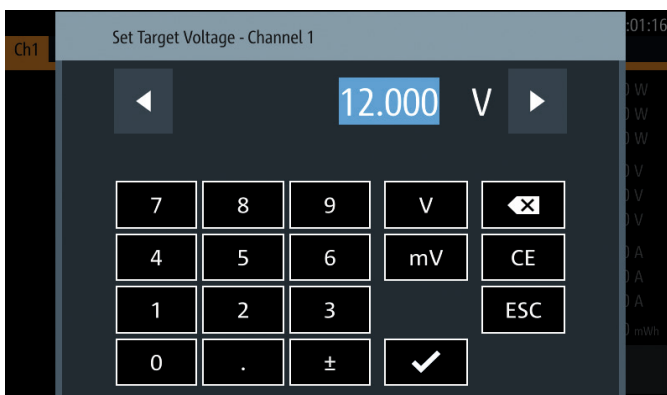 Set Target Voltage - Channel 1
:01:16
Ch1
12.000 V
W
W
W
7 8 9 V
V
4 5 6 mV CE
V
V
A
1 2 3 ESC
A
A
mWh
0 . ±